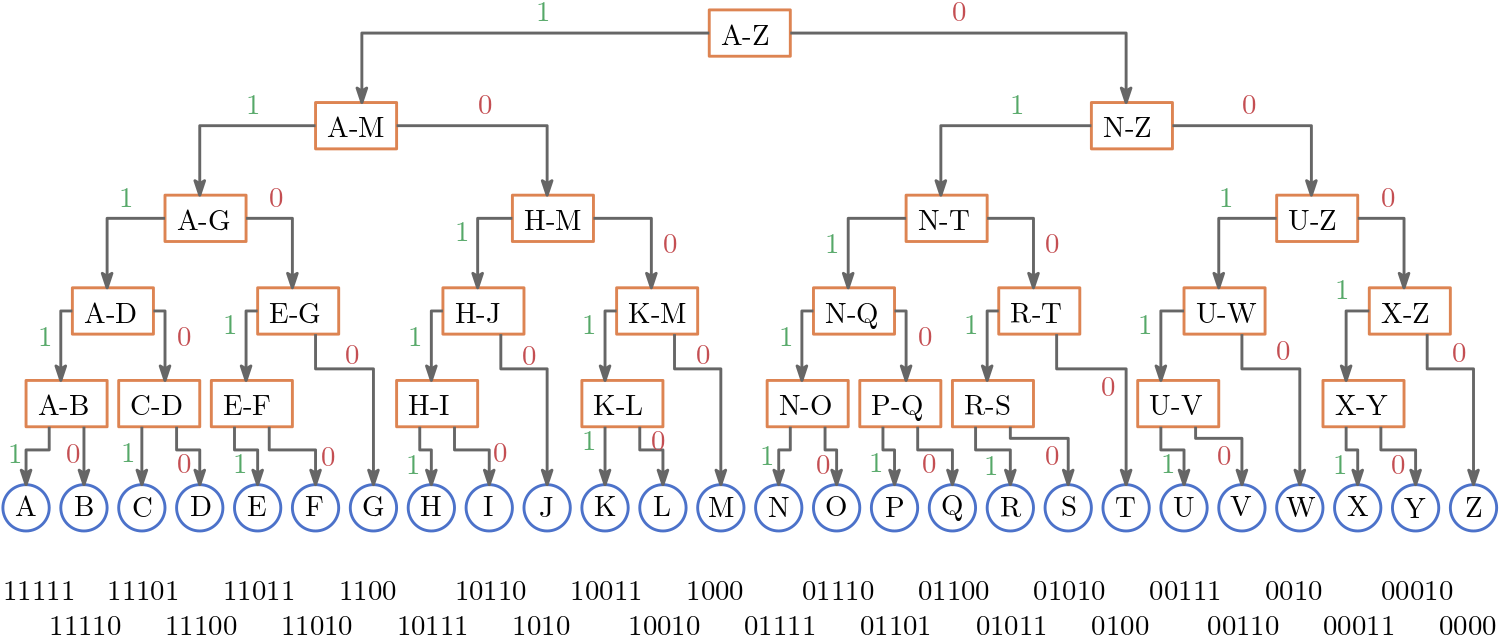 1 A-Z 0
1 A-M 0 1 N-Z 0
1 A-G 0 1 H-M 0 1 N-T 0 1 U-Z 0
1 A-D 0 1 E-G 0 1 H-J 0 1 K-M 0 1 N-Q 0 1 R-T 0 1 U-W 0 1 X-Z 0
A-B C-D E-F H-I K-L N-O P-Q R-S U-V X-Y
1 0 1 0 1 0 1 0 1 0 1 0 1 0 1 0 1 0 1 0
A B C D E F G H I J K L M N O P Q R S T U V W X Y Z
11111 11101 11011 1100 10110 10011 1000 01110 01100 01010 00111 0010 00010
11110 11100 11010 10111 1010 10010 01111 01101 01011 0100 00110 00011 0000